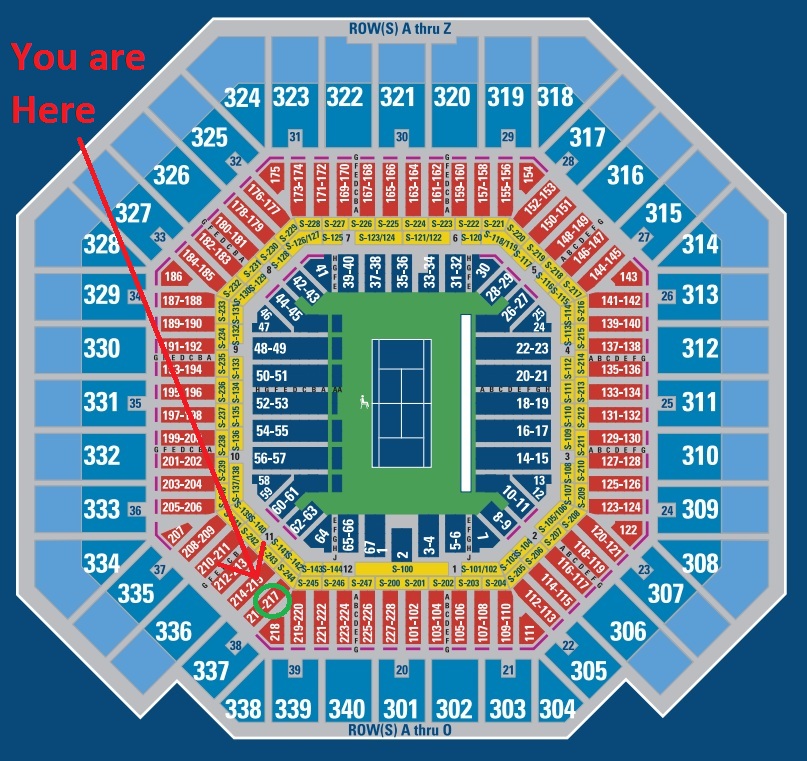 ROW(S) A thru Z
You are
Here
324 323 322 321 320 319 318
31 30 29
325 317
32 28
326 316
327 315
33 27
328 314
329 34 26 313
330 312
331 35 25 311
332 310
333 36 24 309
334 308
37 23
335 307
336 306
38 22
337 305
39 20 21
338 339 340 301 302 303 304
ROW(S) A thru O
175 173-174 171-172 169-170 167-168 165-166 163-164 161-162 159-160 157-158 155-156 154
176-177 152-153
178-179 150-151
180-181 148-149
182-183 146-147
184-185 144-145
186 143
187-188 141-142
189-190 139-140
191-192 137-138
135-136
133-134
131-132
199-200 129-130
201-202 127-128
203-204 125-126
205-206 123-124
207 122
208-209 120-121
118-119
116-117
114-115
112-113
218 219-220 221-222 223-224 225-226 227-228 101-102 103-104 105-106 107-108 109-110 111
S-229 S-228 S-227 S-226 S-225 S-224 S-223 S-222 S-221
S-126/127 S-125 7 S-123/124 S-121/122 6 S-120 S-118/119
41 39-40 37-38 35-36 33-34 31-32 30
42-43 28-29
44-45 26-27
46 25
47 24
48-49 22-23
50-51 20-21
H G F E D C B A A B C D E F G
52-53 18-19
54-55 16-17
56-57 14-15
58 13
59 12
60-61 10-11
62-63 8-9
64 65-66 67 1 2 3-4 5-6 7
12 S-100 1 S-101/102
S-244 S-245 S-246 S-247 S-200 S-201 S-202 S-203 S-204 S-205